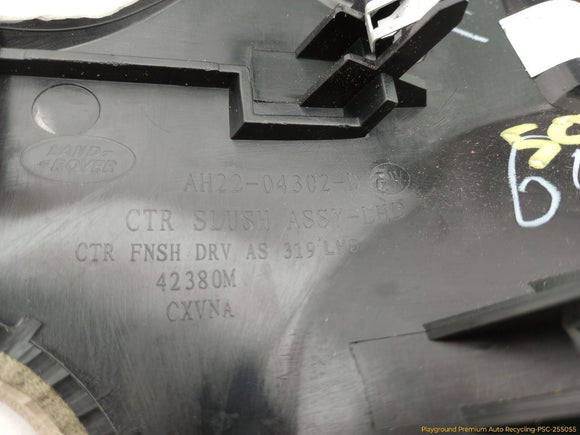 LAND-
ROVER
AH22-04302-
CTR SLUSH ASSY-LHD
CTR FNSH DRV AS 319 LHD
42380M
CXVNA
Playground Premium Auto Recycling-PSC-255055